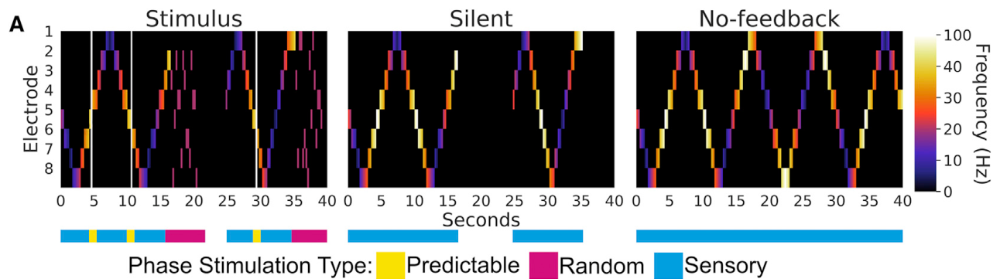 A
Stimulus Silent No-feedback
Electrode
1
2
3
4
5
6
7
8
0 5 10 15 20 25 30 35 40
0 5 10 15 20 25 30 35 40
0 5 10 15 20 25 30 35 40
Seconds
100
40
30
20
10
0
Frequency (Hz)
Phase Stimulation Type: Predictable Random Sensory